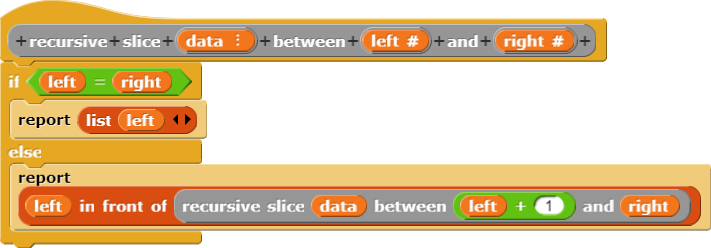 +recursive+slice+ data ⋮ +between+ left # +and+ right # +
if left = right
report list left
else
report
left in front of recursive slice data between left + 1 and right